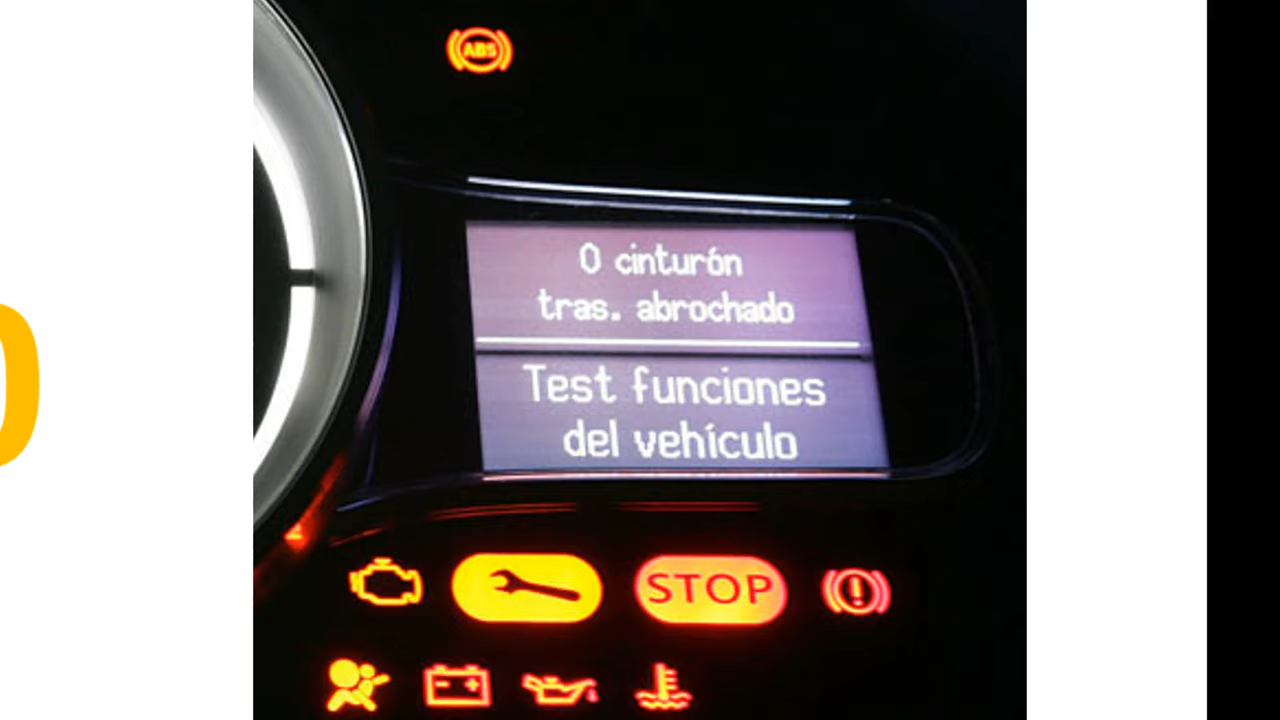 ABS
0 cinturón
tras. abrochado
Test funciones
del vehículo
STOP